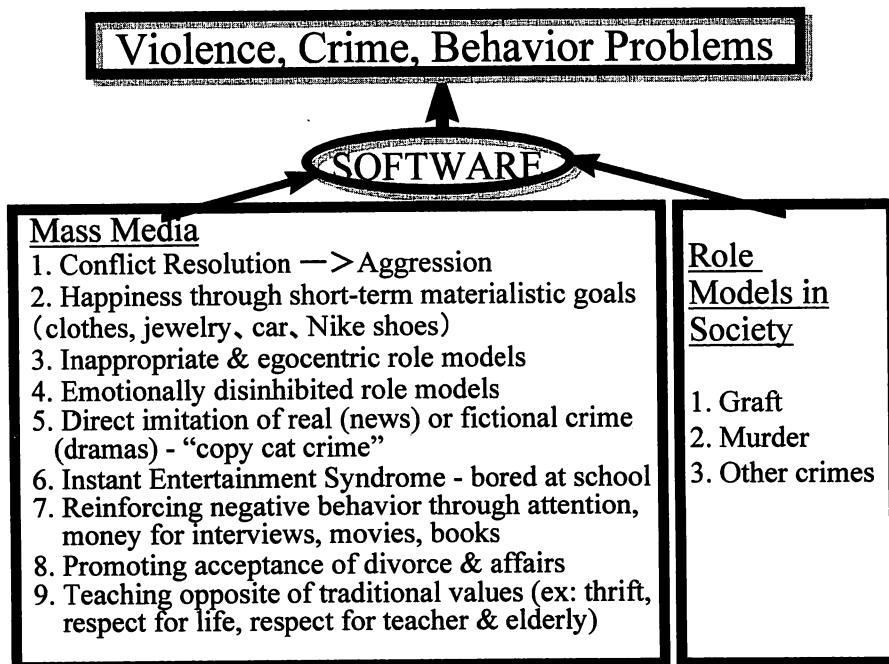 Violence, Crime, Behavior Problems
SOFTWARE
Mass Media
1. Conflict Resolution —> Aggression
2. Happiness through short-term materialistic goals
(clothes, jewelry、car、Nike shoes)
3. Inappropriate & egocentric role models
4. Emotionally disinhibited role models
5. Direct imitation of real (news) or fictional crime
(dramas) - “copy cat crime”
6. Instant Entertainment Syndrome - bored at school
7. Reinforcing negative behavior through attention,
money for interviews, movies, books
8. Promoting acceptance of divorce & affairs
9. Teaching opposite of traditional values (ex: thrift,
respect for life, respect for teacher & elderly)
Role
Models in
Society
1. Graft
2. Murder
3. Other crimes